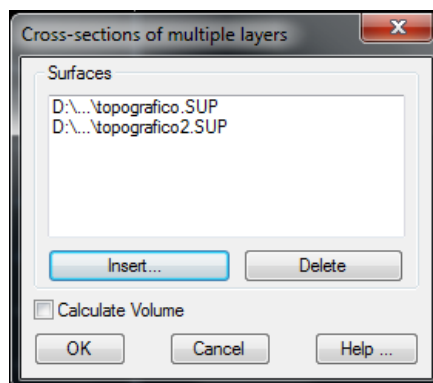 Cross-sections of multiple layers
Surfaces
D:\...\topografico.SUP
D:\...\topografico2.SUP
Insert... Delete
Calculate Volume
OK Cancel Help ...